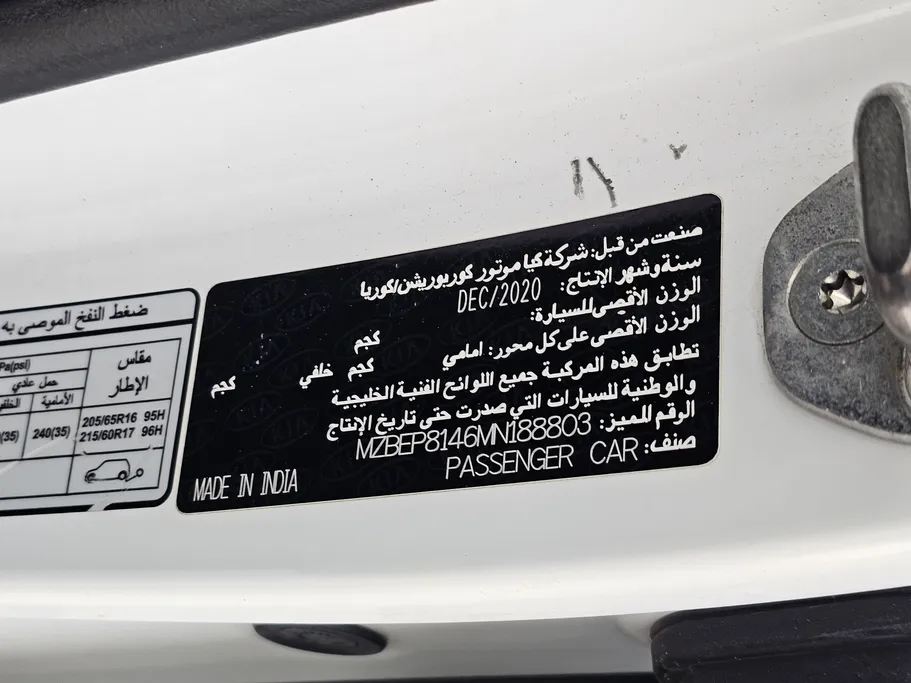 صنعت من قبل: شركة كيا موتور كوربوريشن/كوريا
سنة وشهر الإنتاج: DEC/2020
الوزن الأقصى للسيارة: كجم
الوزن الأقصى على كل محور: امامي كجم خلفي كجم
تطابق هذه المركبة جميع اللوائح الفنية الخليجية
والوطنية للسيارات التي صدرت حتى تاريخ الإنتاج
الرقم المميز: MZBEP8146MN188803
صنف: PASSENGER CAR
MADE IN INDIA
ضغط النفخ الموصى به
مقاس
الإطار
Pa(psi)
حمل عادي
الأمامية
205/65R16 95H
215/60R17 96H
240(35)
(35)